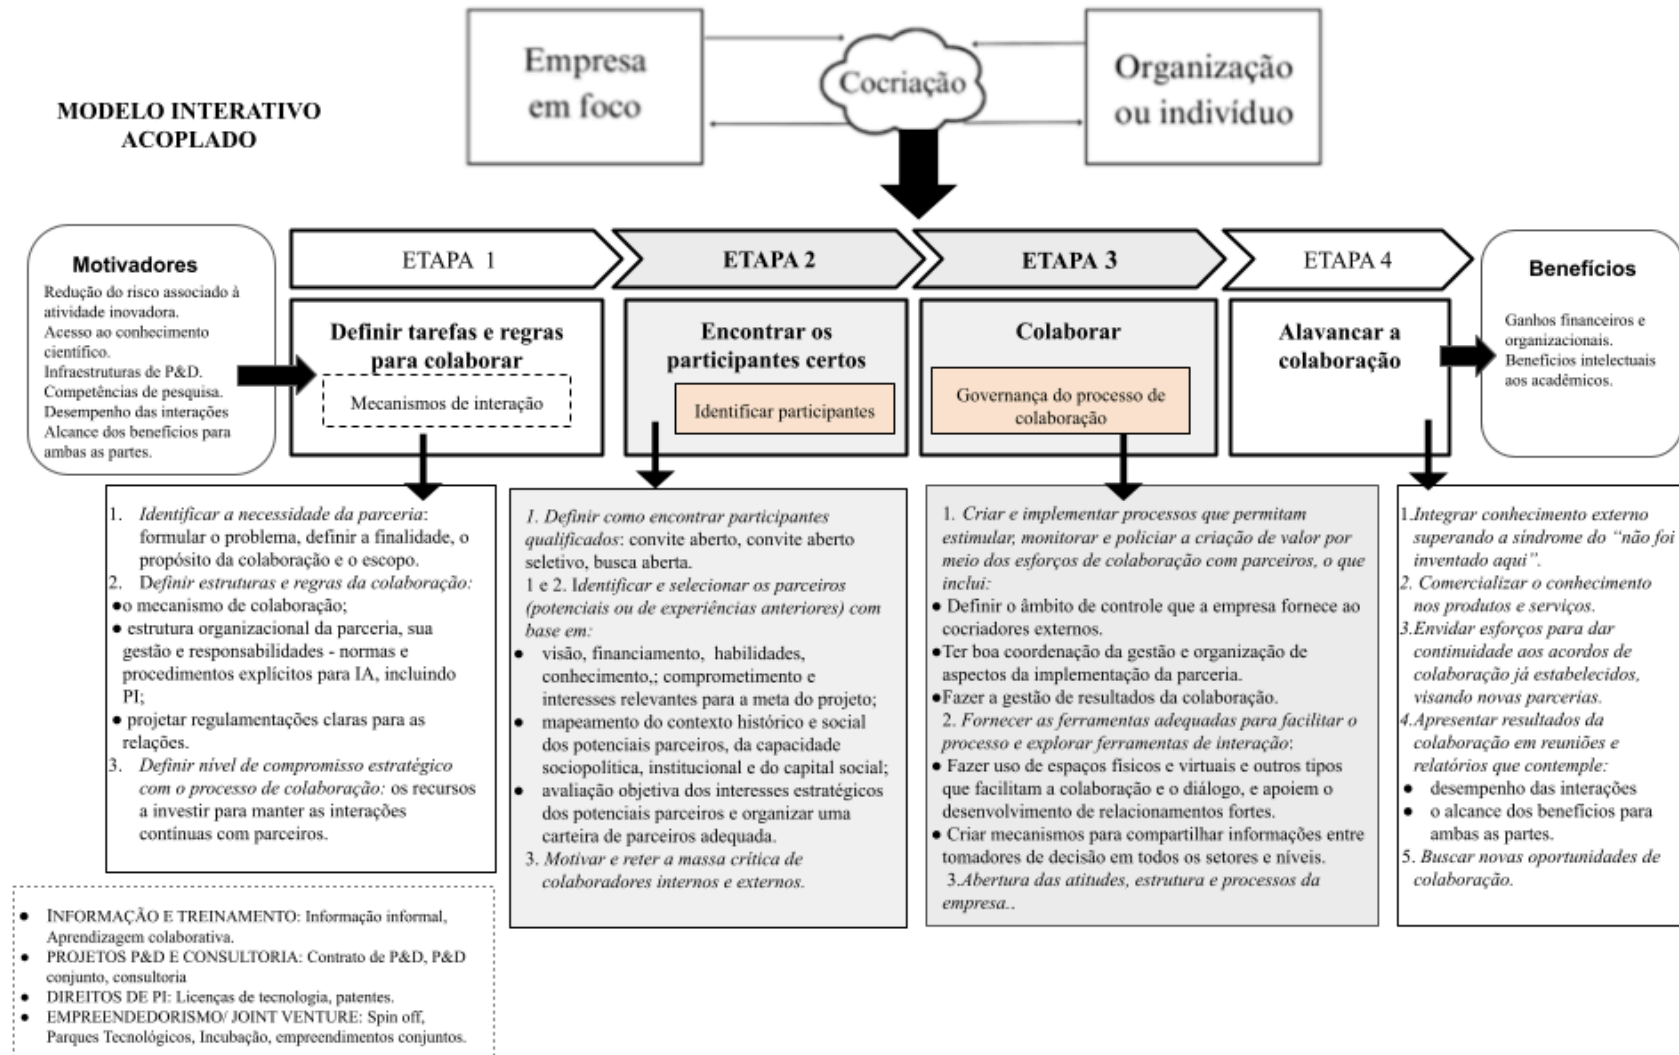 Empresa
em foco
Cocriação
Organização
ou indivíduo
MODELO INTERATIVO
ACOPLADO
Motivadores
Redução do risco associado à
atividade inovadora.
Acesso ao conhecimento
científico.
Infraestruturas de P&D.
Competências de pesquisa.
Desempenho das interações
Alcance dos benefícios para
ambas as partes.
ETAPA 1
Definir tarefas e regras
para colaborar
Mecanismos de interação
ETAPA 2
Encontrar os
participantes certos
Identificar participantes
ETAPA 3
Colaborar
Governança do processo de
colaboração
ETAPA 4
Alavancar a
colaboração
Benefícios
Ganhos financeiros e
organizacionais.
Benefícios intelectuais
aos acadêmicos.
1. Identificar a necessidade da parceria:
formular o problema, definir a finalidade, o
propósito da colaboração e o escopo.
2. Definir estruturas e regras da colaboração:
●o mecanismo de colaboração;
● estrutura organizacional da parceria, sua
gestão e responsabilidades - normas e
procedimentos explícitos para IA, incluindo
PI;
● projetar regulamentações claras para as
relações.
3. Definir nível de compromisso estratégico
com o processo de colaboração: os recursos
a investir para manter as interações
contínuas com parceiros.
1. Definir como encontrar participantes
qualificados: convite aberto, convite aberto
seletivo, busca aberta.
1 e 2. Identificar e selecionar os parceiros
(potenciais ou de experiências anteriores) com
base em:
● visão, financiamento, habilidades,
conhecimento,; comprometimento e
interesses relevantes para a meta do projeto;
● mapeamento do contexto histórico e social
dos potenciais parceiros, da capacidade
sociopolítica, institucional e do capital social;
● avaliação objetiva dos interesses estratégicos
dos potenciais parceiros e organizar uma
carteira de parceiros adequada.
3. Motivar e reter a massa crítica de
colaboradores internos e externos.
1. Criar e implementar processos que permitam
estimular, monitorar e policiar a criação de valor por
meio dos esforços de colaboração com parceiros, o que
inclui:
● Definir o âmbito de controle que a empresa fornece ao
cocriadores externos.
●Ter boa coordenação da gestão e organização de
aspectos da implementação da parceria.
●Fazer a gestão de resultados da colaboração.
2. Fornecer as ferramentas adequadas para facilitar o
processo e explorar ferramentas de interação:
● Fazer uso de espaços físicos e virtuais e outros tipos
que facilitam a colaboração e o diálogo, e apoiem o
desenvolvimento de relacionamentos fortes.
● Criar mecanismos para compartilhar informações entre
tomadores de decisão em todos os setores e níveis.
3.Abertura das atitudes, estrutura e processos da
empresa..
1.Integrar conhecimento externo
superando a síndrome do “não foi
inventado aqui”.
2. Comercializar o conhecimento
nos produtos e serviços.
3.Envidar esforços para dar
continuidade aos acordos de
colaboração já estabelecidos,
visando novas parcerias.
4.Apresentar resultados da
colaboração em reuniões e
relatórios que contemple:
● desempenho das interações
● o alcance dos benefícios para
ambas as partes.
5. Buscar novas oportunidades de
colaboração.
● INFORMAÇÃO E TREINAMENTO: Informação informal,
Aprendizagem colaborativa.
● PROJETOS P&D E CONSULTORIA: Contrato de P&D, P&D
conjunto, consultoria
● DIREITOS DE PI: Licenças de tecnologia, patentes.
● EMPREENDEDORISMO/ JOINT VENTURE: Spin off,
Parques Tecnológicos, Incubação, empreendimentos conjuntos.